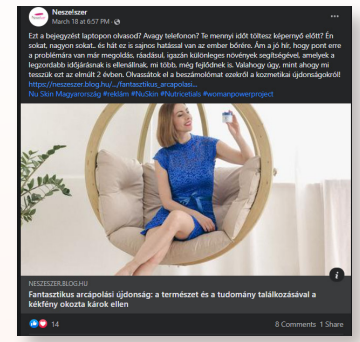 Neszelszer
March 18 at 6:57 PM ·
Ezt a bejegyzést laptopon olvasod? Avagy telefonon? Te mennyi időt töltesz képernyő előtt? Én
sokat, nagyon sokat.. és hát ez is sajnos hatással van az ember bőrére. Ám a jó hír, hogy pont erre
a problémára van már megoldás, ráadásul, igazán különleges növények segítségével, amelyek a
legzordabb időjárásnak is ellenállnak, mi több, még fejlődnek is. Valahogy úgy, mint ahogy mi
tesszük ezt az elmúlt 2 évben. Olvassátok el a beszámolómat ezekről a kozmetikai újdonságokról!
https://neszeszer.blog.hu/.../fantasztikus_arcapolasi...
Nu Skin Magyarország #reklám #NuSkin #Nutricetials #womanpowerproject
NESZESZER.BLOG.HU
Fantasztikus arcápolási újdonság: a természet és a tudomány találkozásával a
kékfény okozta károk ellen
14
8 Comments 1 Share